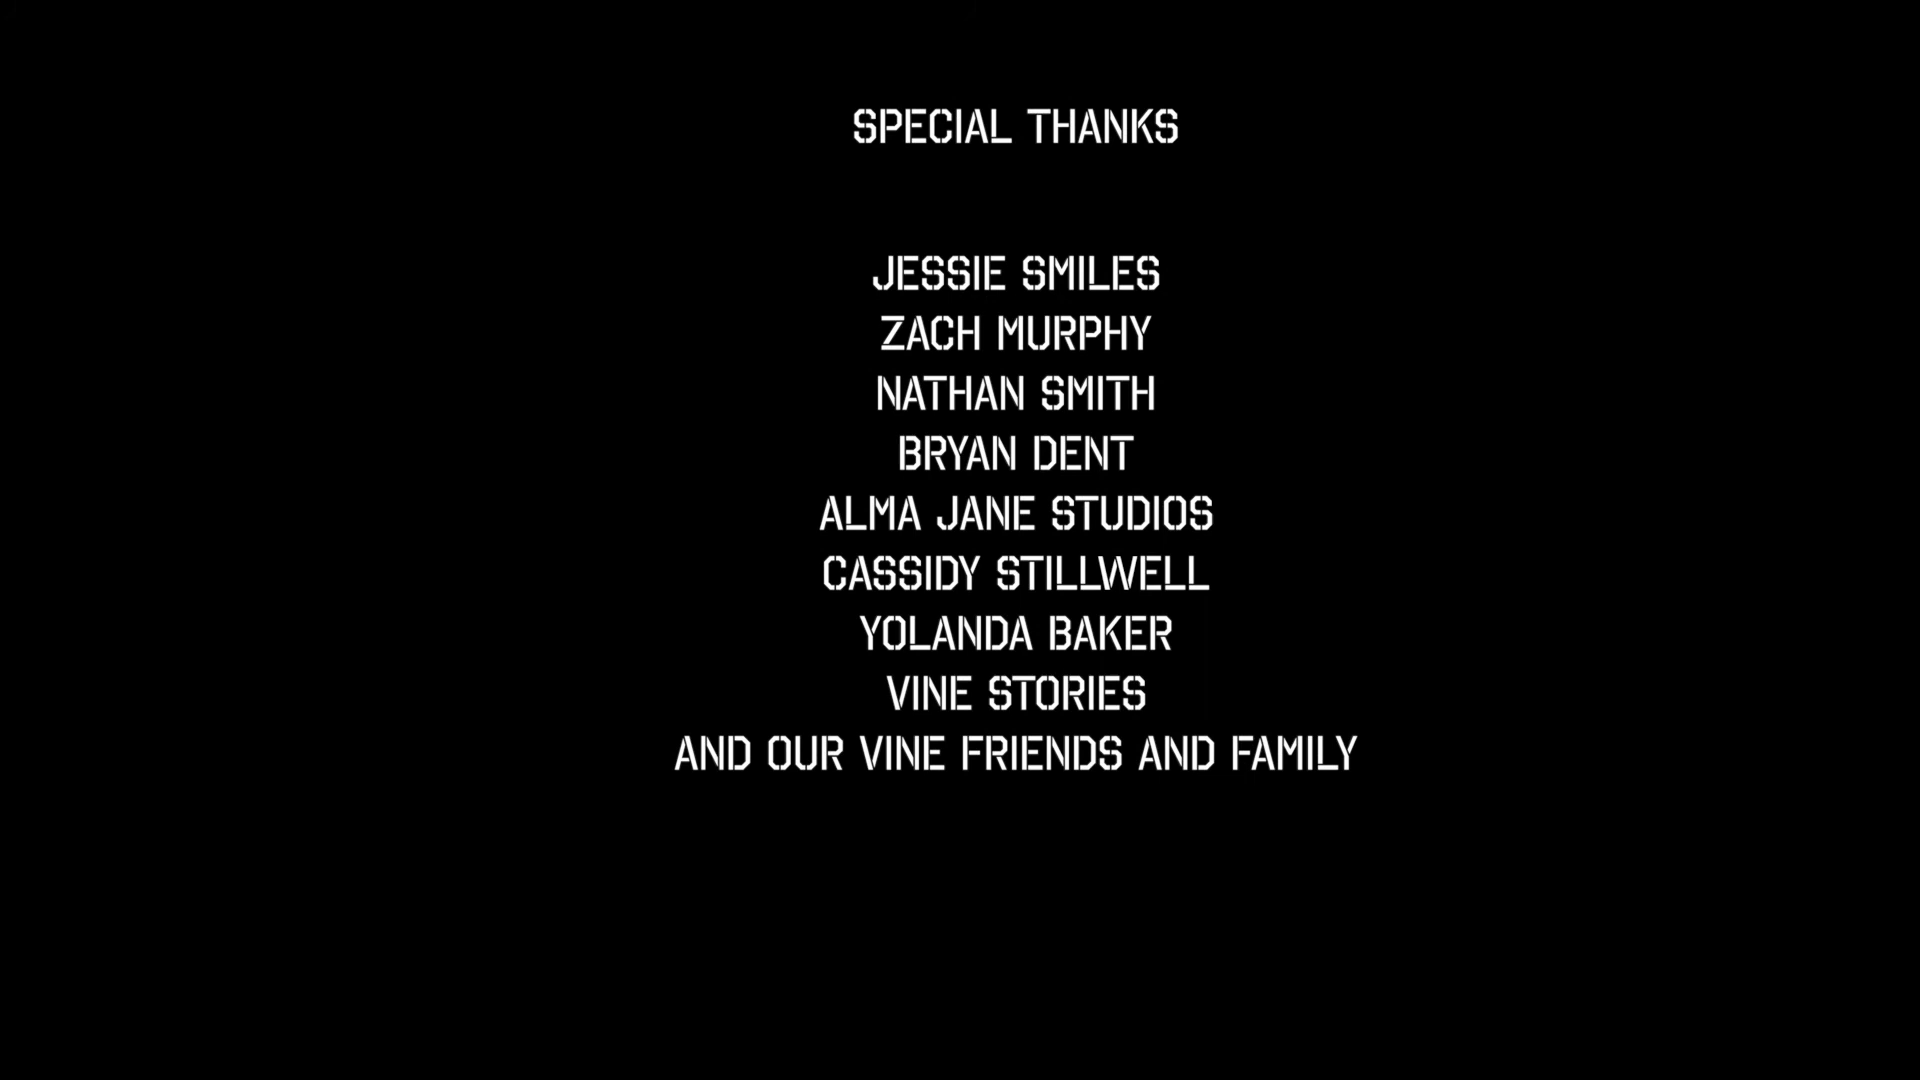 SPECIAL THANKS
JESSIE SMILES
ZACH MURPHY
NATHAN SMITH
BRYAN DENT
ALMA JANE STUDIOS
CASSIDY STILLWELL
YOLANDA BAKER
VINE STORIES
AND OUR VINE FRIENDS AND FAMILY